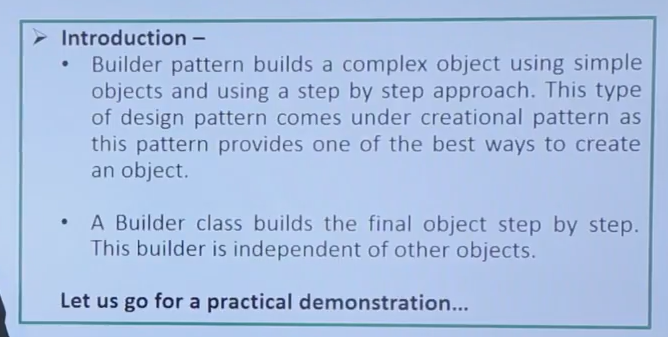 ➢ Introduction –
• Builder pattern builds a complex object using simple
objects and using a step by step approach. This type
of design pattern comes under creational pattern as
this pattern provides one of the best ways to create
an object.
• A Builder class builds the final object step by step.
This builder is independent of other objects.
Let us go for a practical demonstration...